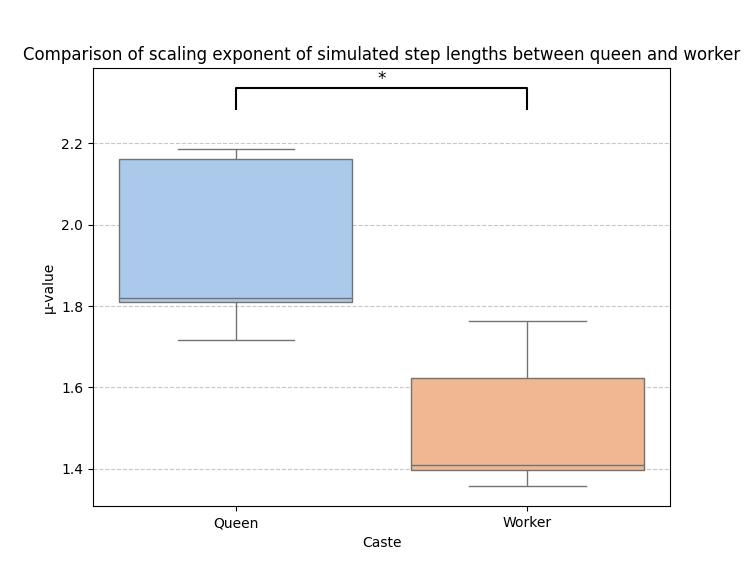 Comparison of scaling exponent of simulated step lengths between queen and worker
*
2.2
2.0
1.8
1.6
1.4
μ-value
Queen
Worker
Caste